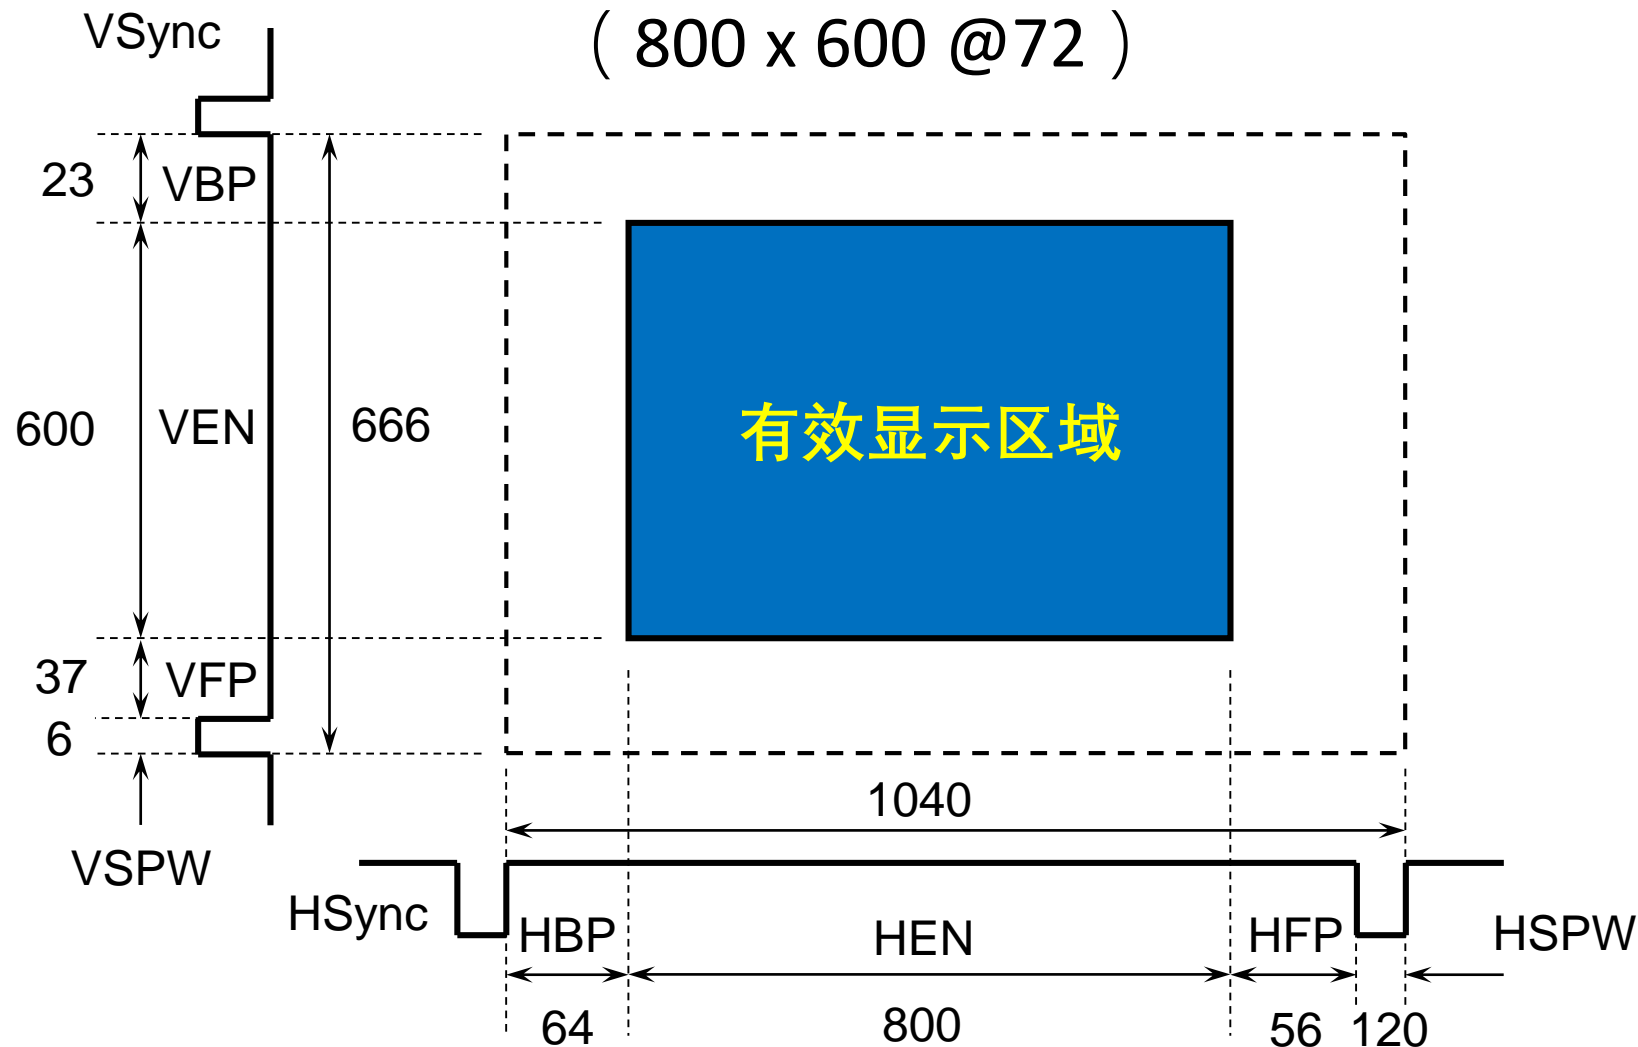 VSync
（ 800 x 600 @72 ）
23
VBP
600
VEN
666
有效显示区域
37
VFP
6
1040
VSPW
HSync
HBP
HEN
HFP
HSPW
64
800
56
120